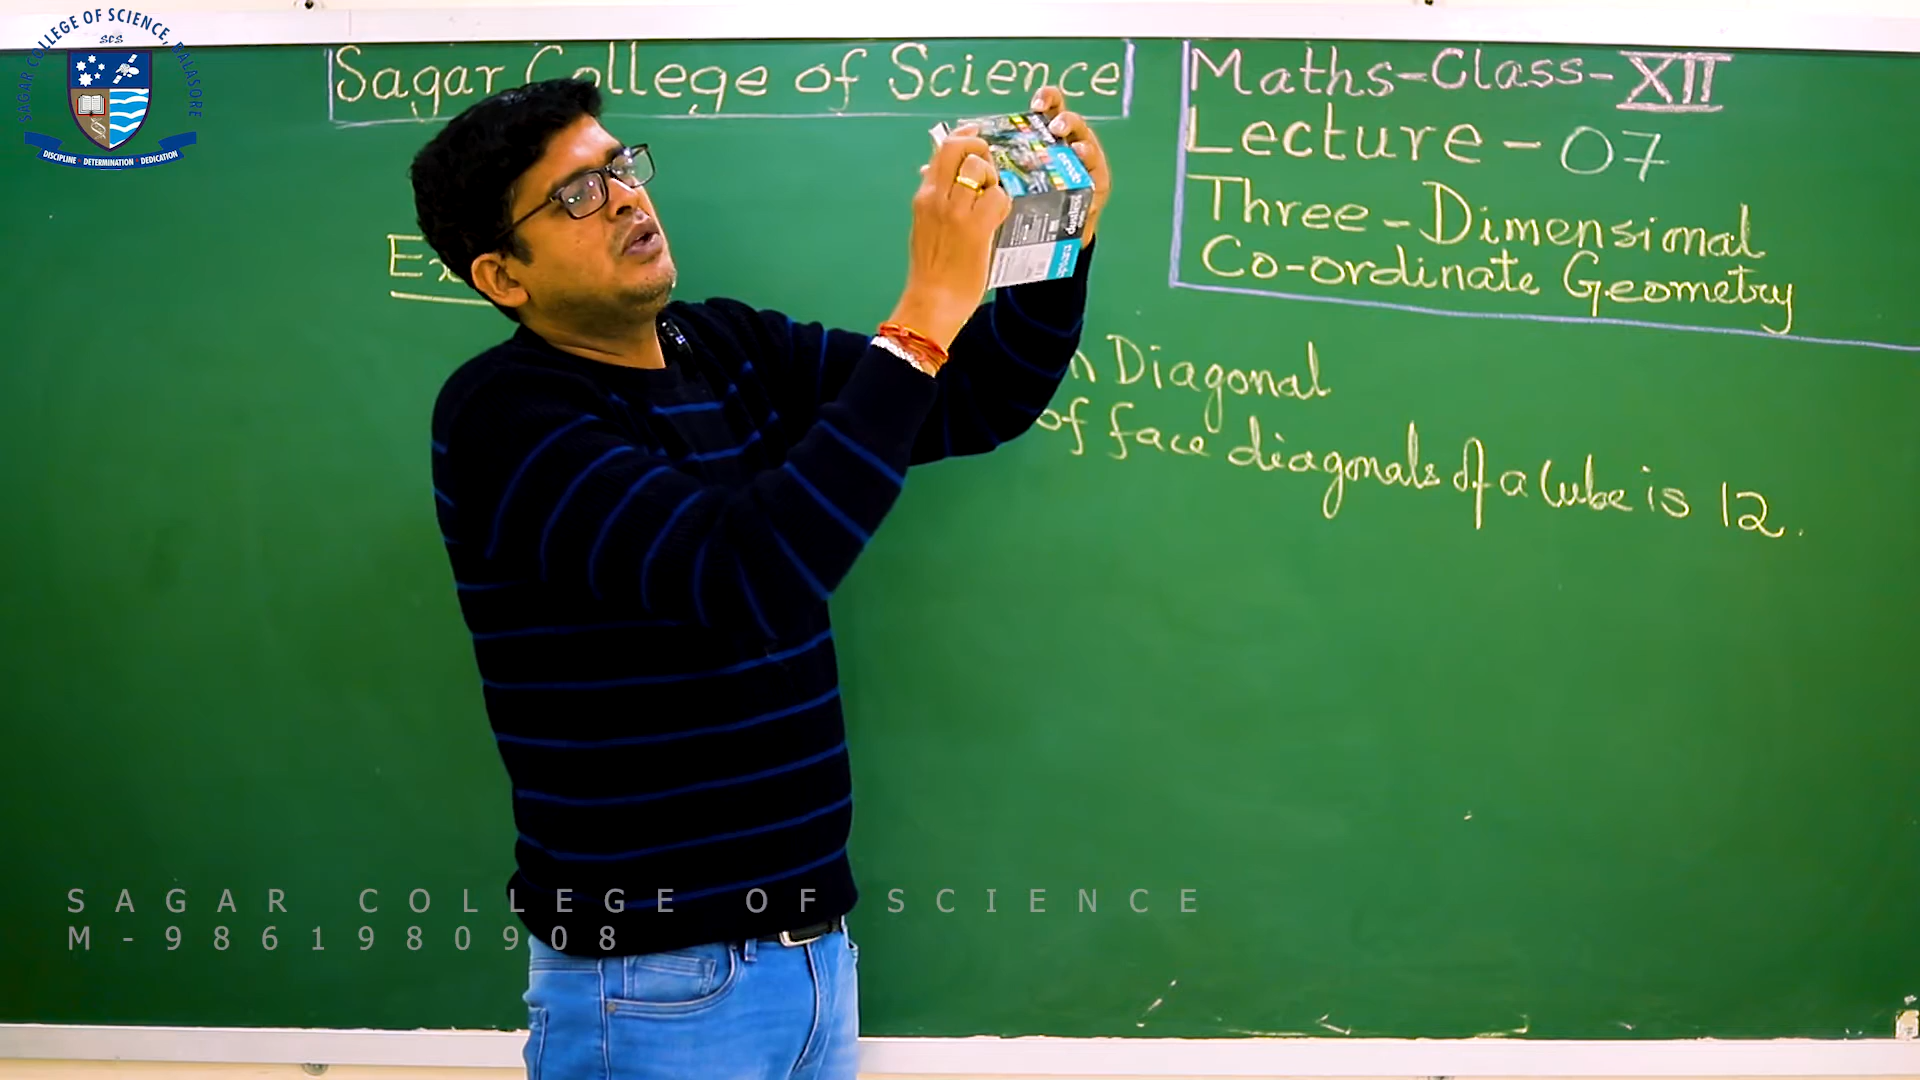 SAGAR COLLEGE OF SCIENCE, BALASORE
SCS
DISCIPLINE DETERMINATION DEDICATION
Sagar College of Science
Maths-Class-XII
Lecture-07
Three-Dimensional
Co-ordinate Geometry
Diagonal
of face diagonals of a Cube is 12.
SAGAR COLLEGE OF SCIENCE
M-9861980908